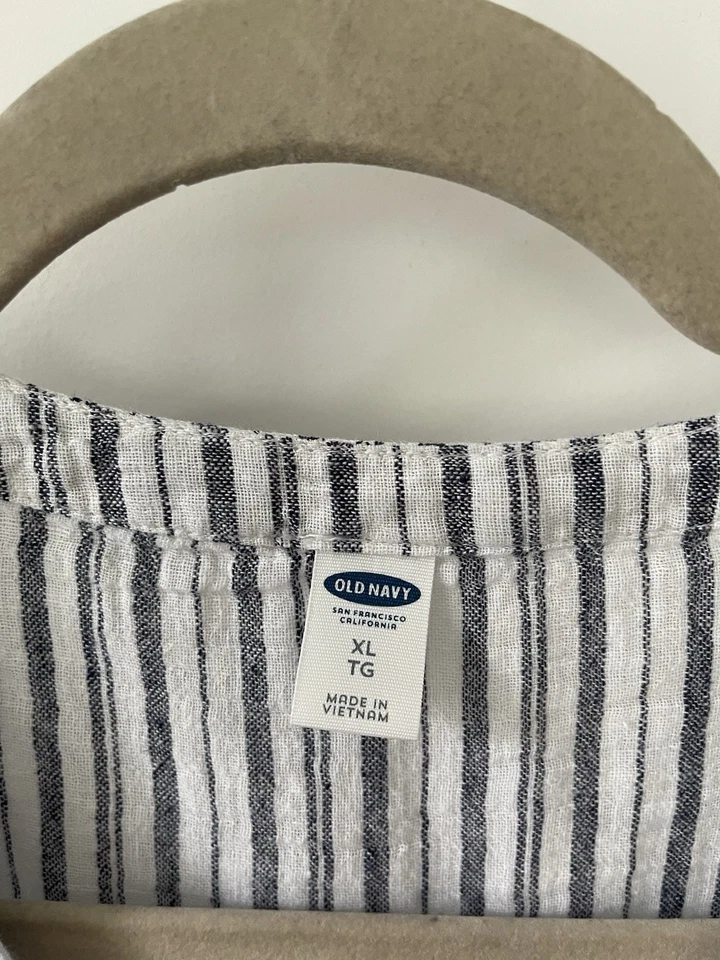 OLD NAVY
SAN FRANCISCO
CALIFORNIA
XL
TG
MADE IN
VIETNAM